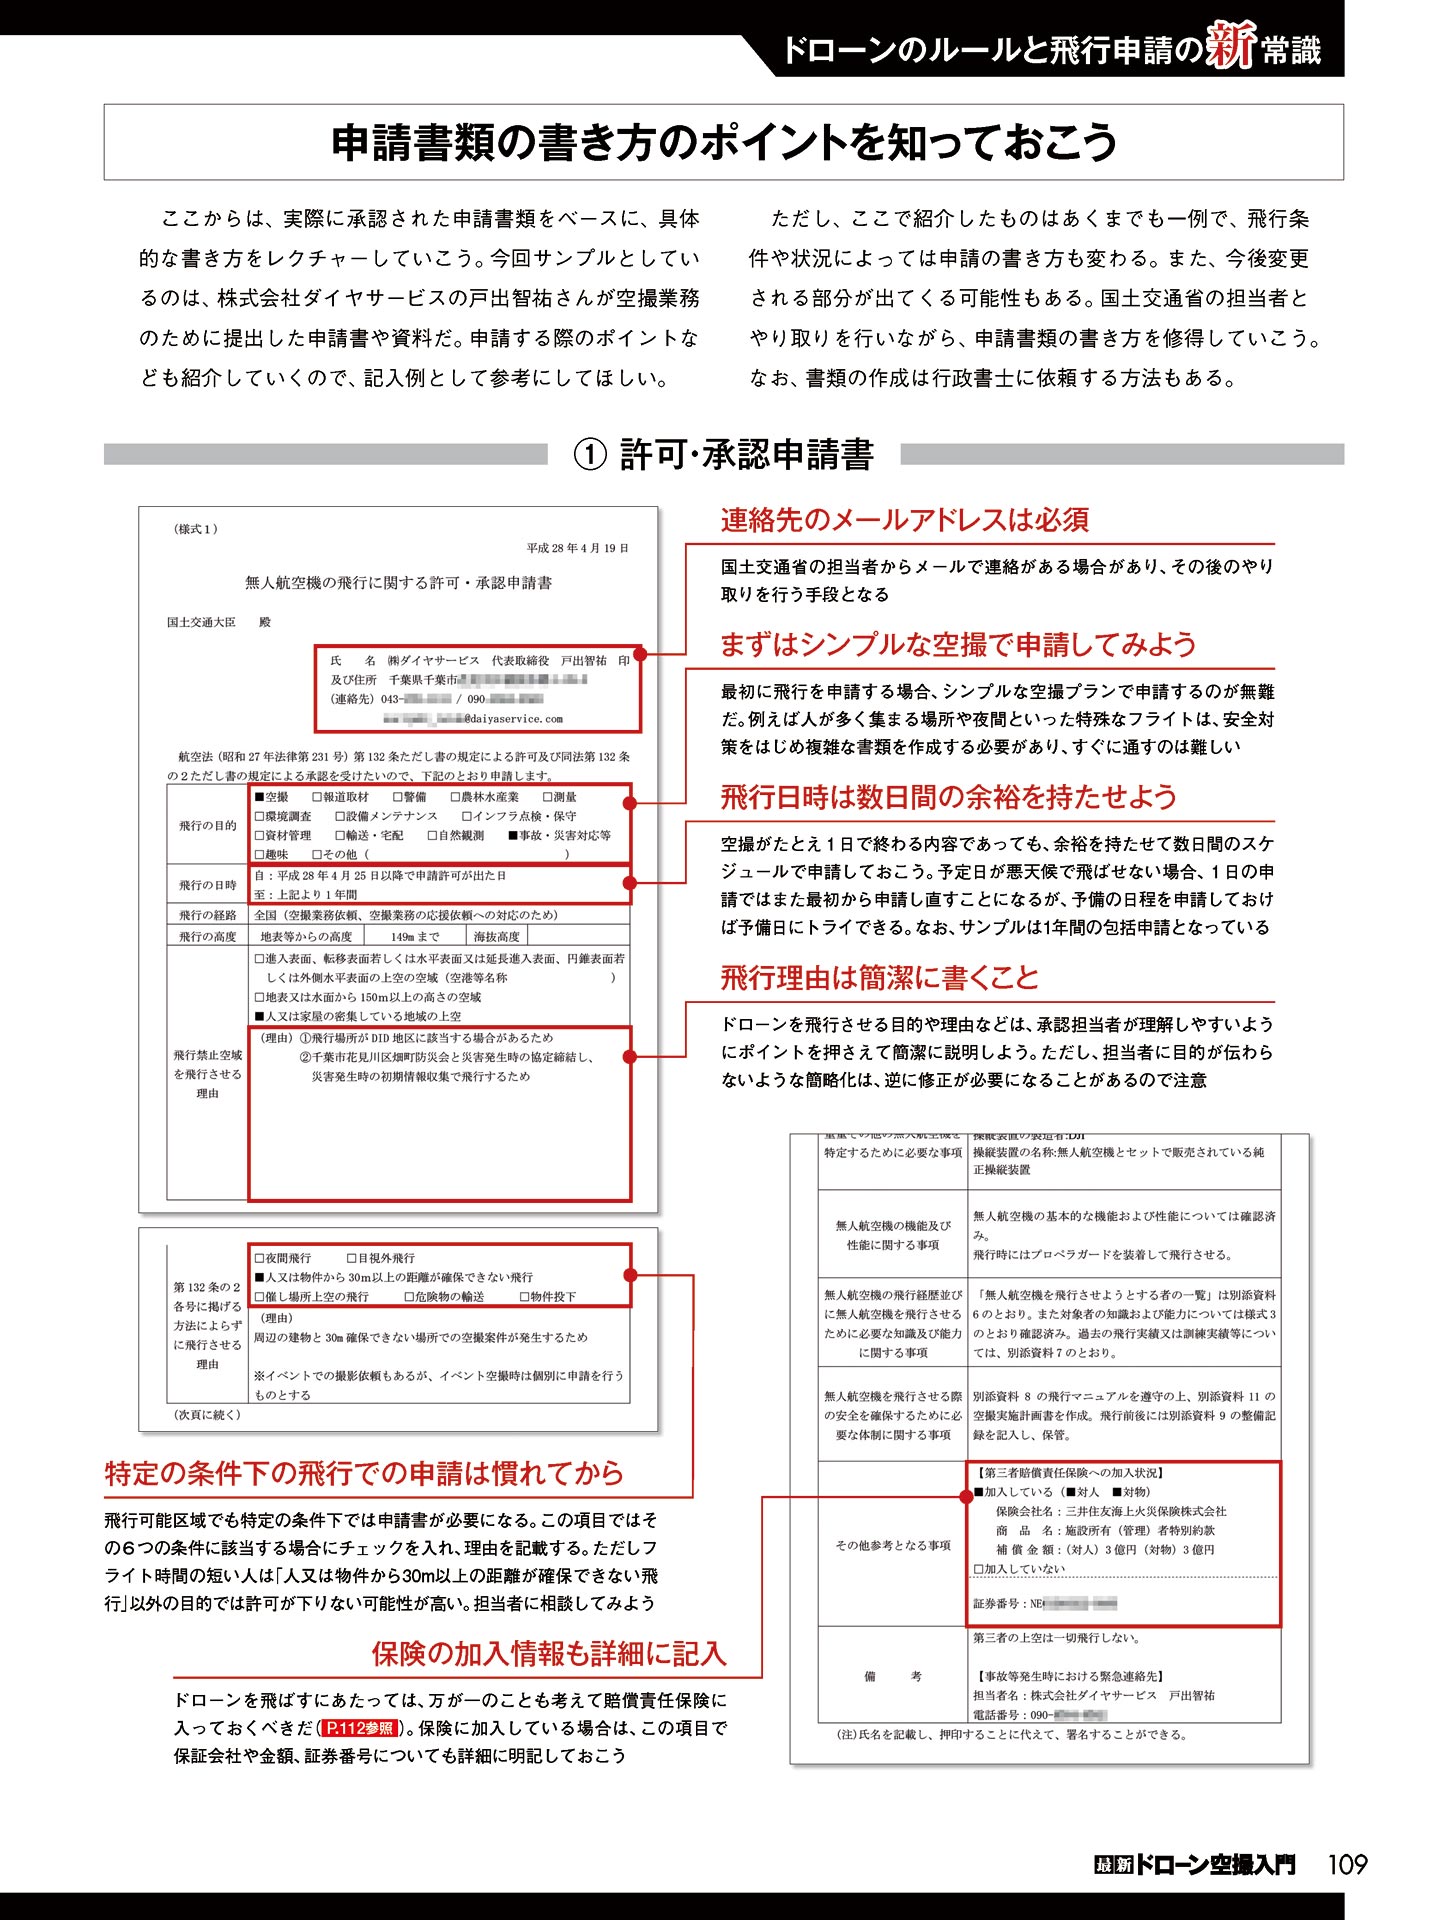 ドローンのルールと飛行申請の新常識
申請書類の書き方のポイントを知っておこう
ここからは、実際に承認された申請書類をベースに、具体
的な書き方をレクチャーしていこう。今回サンプルとしてい
るのは、株式会社ダイヤサービスの戸出智祐さんが空撮業務
のために提出した申請書や資料だ。申請する際のポイントな
ども紹介していくので、記入例として参考にしてほしい。
ただし、ここで紹介したものはあくまでも一例で、飛行条
件や状況によっては申請の書き方も変わる。また、今後変更
される部分が出てくる可能性もある。国土交通省の担当者と
やり取りを行いながら、申請書類の書き方を修得していこう。
なお、書類の作成は行政書士に依頼する方法もある。
① 許可・承認申請書
（様式１）
平成 28 年 4 月 19 日
無人航空機の飛行に関する許可・承認申請書
国土交通大臣　殿
氏　名　㈱ダイヤサービス　代表取締役　戸出智祐　印
及び住所　千葉県千葉市
（連絡先）043- / 090-
@daiyaservice.com
航空法（昭和 27 年法律第 231 号）第 132 条ただし書の規定による許可及び同法第 132 条
の２ただし書の規定による承認を受けたいので、下記のとおり申請します。
飛行の目的
■空撮　□報道取材　□警備　□農林水産業　□測量
□環境調査　□設備メンテナンス　□インフラ点検・保守
□資材管理　□輸送・宅配　□自然観測　■事故・災害対応等
□趣味　□その他（　）
飛行の日時
自：平成 28 年 4 月 25 日以降で申請許可が出た日
至：上記より 1 年間
飛行の経路　全国（空撮業務依頼、空撮業務の応援依頼への対応のため）
飛行の高度　地表等からの高度　149m まで　海抜高度
飛行禁止空域
を飛行させる
理由
□進入表面、転移表面若しくは水平表面又は延長進入表面、円錐表面若
しくは外側水平表面の上空の空域（空港等名称　）
□地表又は水面から 150m以上の高さの空域
■人又は家屋の密集している地域の上空
（理由）①飛行場所が DID 地区に該当する場合があるため
②千葉市花見川区畑町防災会と災害発生時の協定締結し、
災害発生時の初期情報収集で飛行するため
連絡先のメールアドレスは必須
国土交通省の担当者からメールで連絡がある場合があり、その後のやり
取りを行う手段となる
まずはシンプルな空撮で申請してみよう
最初に飛行を申請する場合、シンプルな空撮プランで申請するのが無難
だ。例えば人が多く集まる場所や夜間といった特殊なフライトは、安全対
策をはじめ複雑な書類を作成する必要があり、すぐに通すのは難しい
飛行日時は数日間の余裕を持たせよう
空撮がたとえ１日で終わる内容であっても、余裕を持たせて数日間のスケ
ジュールで申請しておこう。予定日が悪天候で飛ばせない場合、１日の申
請ではまた最初から申請し直すことになるが、予備の日程を申請しておけ
ば予備日にトライできる。なお、サンプルは1年間の包括申請となっている
飛行理由は簡潔に書くこと
ドローンを飛行させる目的や理由などは、承認担当者が理解しやすいよう
にポイントを押さえて簡潔に説明しよう。ただし、担当者に目的が伝わら
ないような簡略化は、逆に修正が必要になることがあるので注意
第 132 条の２
各号に掲げる
方法によらず
に飛行させる
理由
□夜間飛行　□目視外飛行
■人又は物件から 30m以上の距離が確保できない飛行
□催し場所上空の飛行　□危険物の輸送　□物件投下
（理由）
周辺の建物と 30m 確保できない場所での空撮案件が発生するため
※イベントでの撮影依頼もあるが、イベント空撮時は個別に申請を行う
ものとする
（次頁に続く）
特定の条件下の飛行での申請は慣れてから
飛行可能区域でも特定の条件下では申請書が必要になる。この項目ではそ
の６つの条件に該当する場合にチェックを入れ、理由を記載する。ただしフ
ライト時間の短い人は「人又は物件から30m以上の距離が確保できない飛
行」以外の目的では許可が下りない可能性が高い。担当者に相談してみよう
保険の加入情報も詳細に記入
ドローンを飛ばすにあたっては、万が一のことも考えて賠償責任保険に
入っておくべきだ（P.112参照）。保険に加入している場合は、この項目で
保証会社や金額、証券番号についても詳細に明記しておこう
特定するために必要な事項
操縦装置の製造者:DJI
操縦装置の名称:無人航空機とセットで販売されている純
正操縦装置
無人航空機の機能及び
性能に関する事項
無人航空機の基本的な機能および性能については確認済
み。
飛行時にはプロペラガードを装着して飛行させる。
無人航空機の飛行経歴並び
に無人航空機を飛行させる
ために必要な知識及び能力
に関する事項
「無人航空機を飛行させようとする者の一覧」は別添資料
6 のとおり。また対象者の知識および能力については様式 3
のとおり確認済み。過去の飛行実績又は訓練実績等につい
ては、別添資料 7 のとおり。
無人航空機を飛行させる際
の安全を確保するために必
要な体制に関する事項
別添資料 8 の飛行マニュアルを遵守の上、別添資料 11 の
空撮実施計画書を作成。飛行前後には別添資料 9 の整備記
録を記入し、保管。
その他参考となる事項
【第三者賠償責任保険への加入状況】
■加入している（■対人　■対物）
保険会社名：三井住友海上火災保険株式会社
商　品　名：施設所有（管理）者特別約款
補 償 金 額：（対人）3 億円（対物）3 億円
□加入していない
証券番号：NE
備　考
第三者の上空は一切飛行しない。
【事故等発生時における緊急連絡先】
担当者名：株式会社ダイヤサービス　戸出智祐
電話番号：090-
（注）氏名を記載し、押印することに代えて、署名することができる。
最新 ドローン空撮入門　109